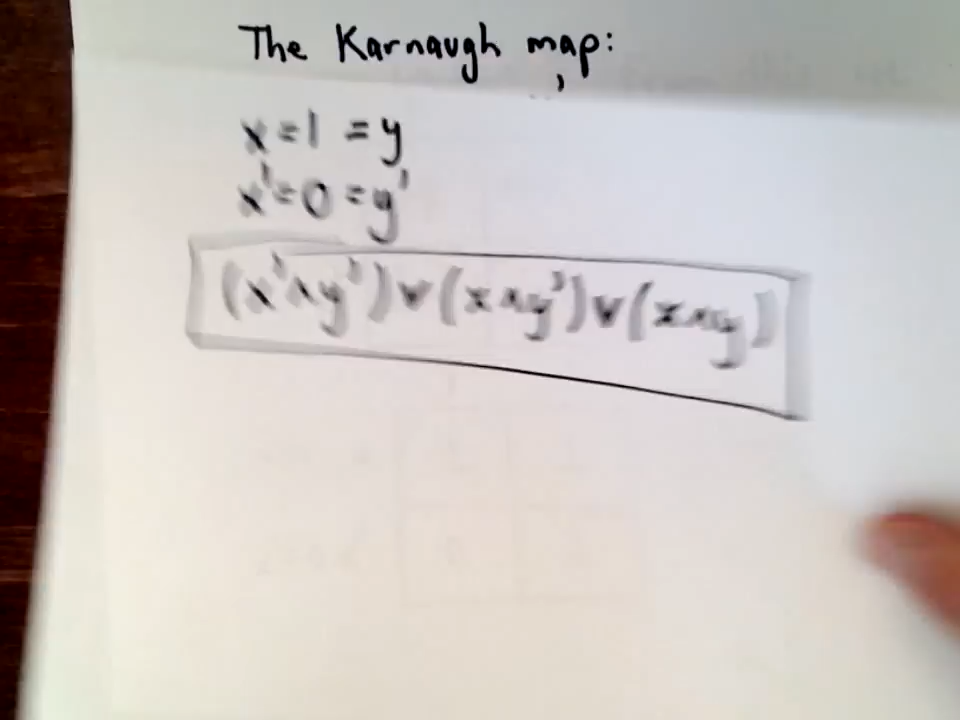 The Karnaugh map:
x=1 =y
x'=0 =y'
(x'∧y')∨(x∧y')∨(x∧y)